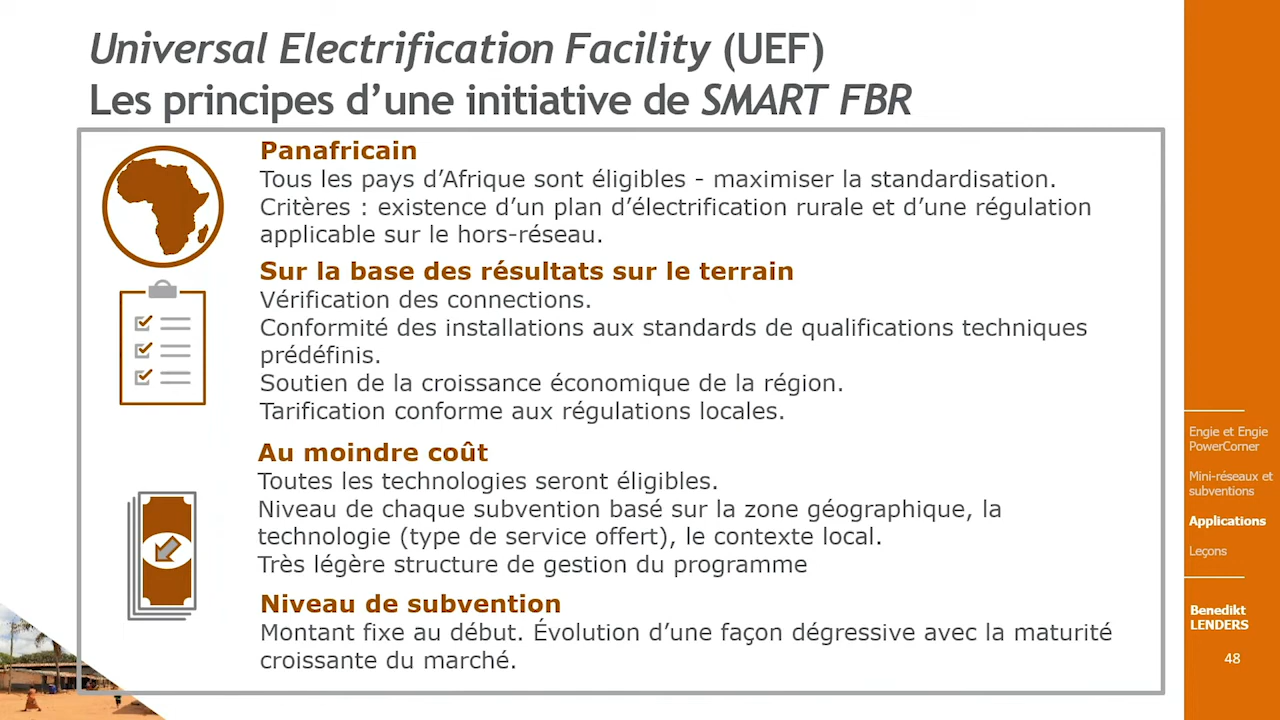 Universal Electrification Facility (UEF)
Les principes d’une initiative de SMART FBR
Panafricain
Tous les pays d’Afrique sont éligibles - maximiser la standardisation.
Critères : existence d’un plan d’électrification rurale et d’une régulation
applicable sur le hors-réseau.
Sur la base des résultats sur le terrain
Vérification des connections.
Conformité des installations aux standards de qualifications techniques
prédéfinis.
Soutien de la croissance économique de la région.
Tarification conforme aux régulations locales.
Au moindre coût
Toutes les technologies seront éligibles.
Niveau de chaque subvention basé sur la zone géographique, la
technologie (type de service offert), le contexte local.
Très légère structure de gestion du programme
Niveau de subvention
Montant fixe au début. Évolution d’une façon dégressive avec la maturité
croissante du marché.
Engie et Engie
PowerCorner
Mini-réseaux et
subventions
Applications
Leçons
Benedikt
LENDERS
48